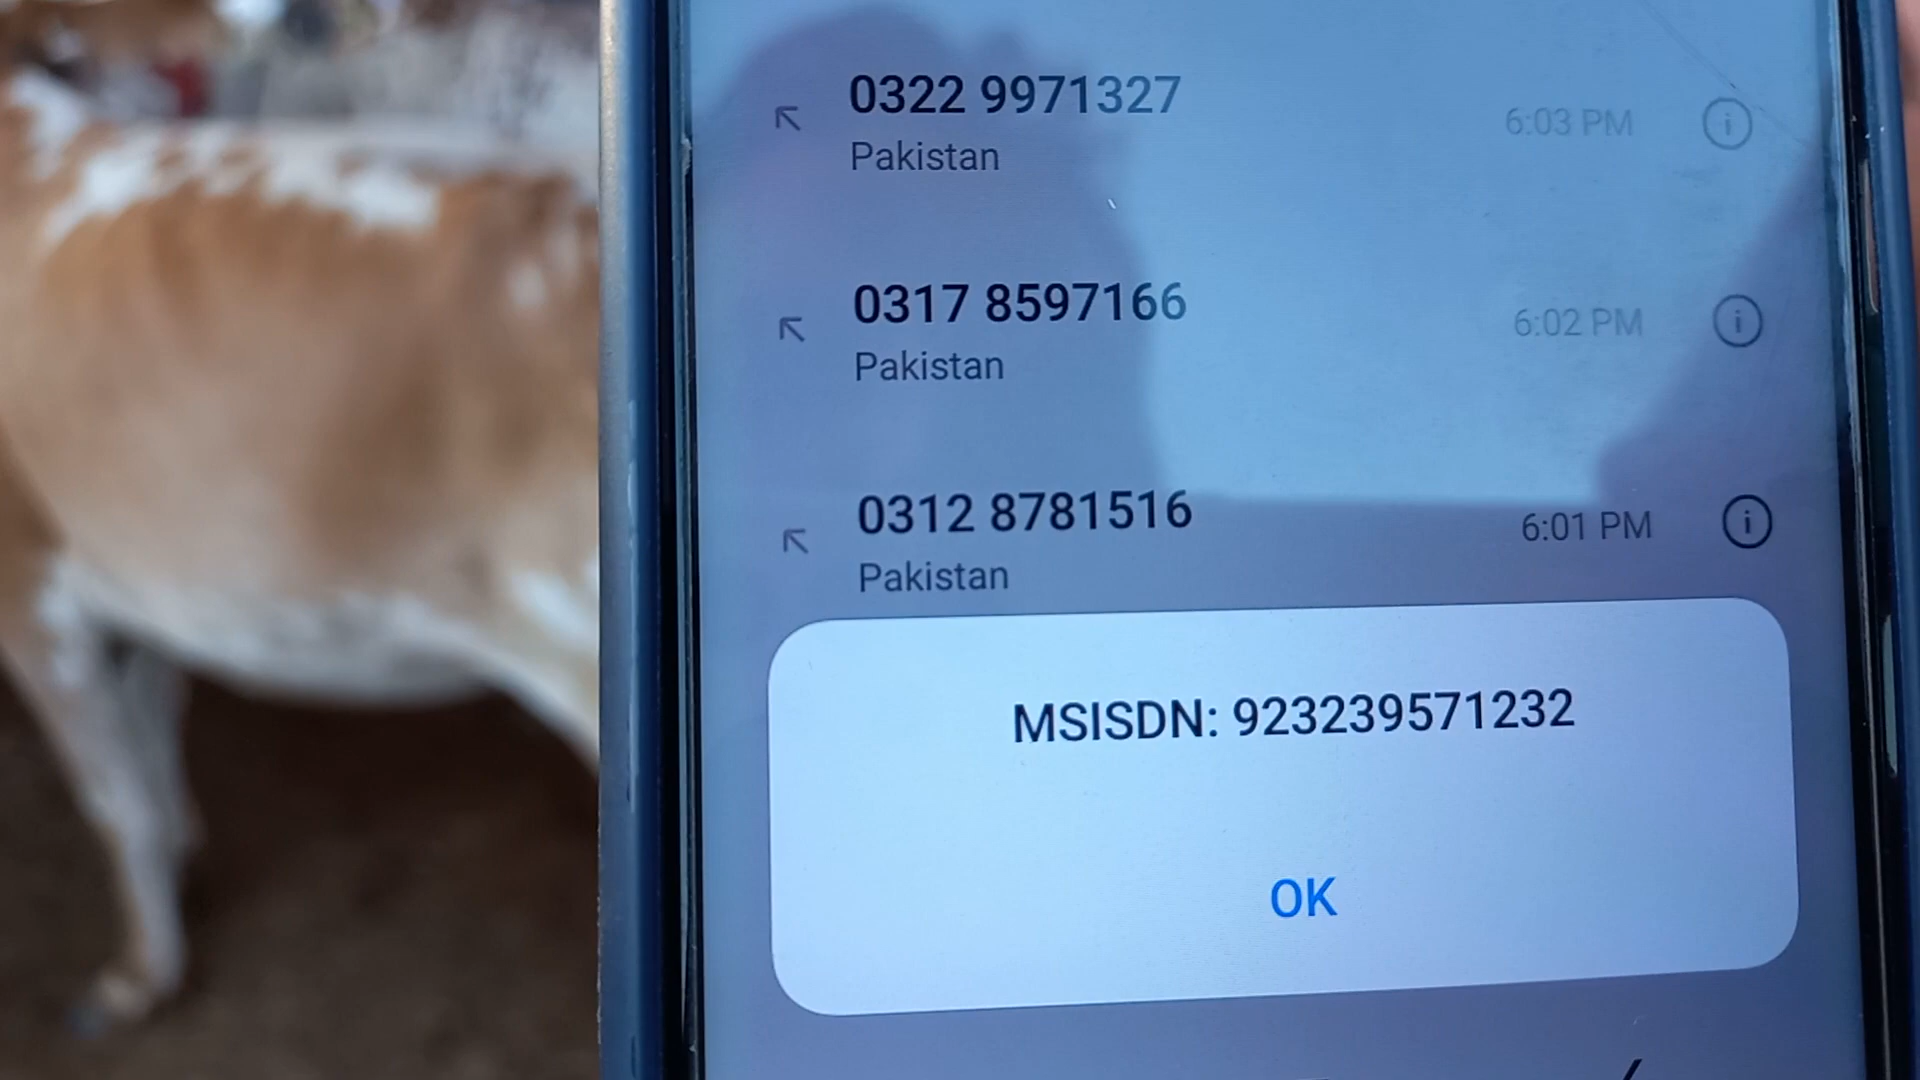 0322 9971327
Pakistan
6:03 PM
0317 8597166
Pakistan
6:02 PM
0312 8781516
Pakistan
6:01 PM
MSISDN: 923239571232
OK